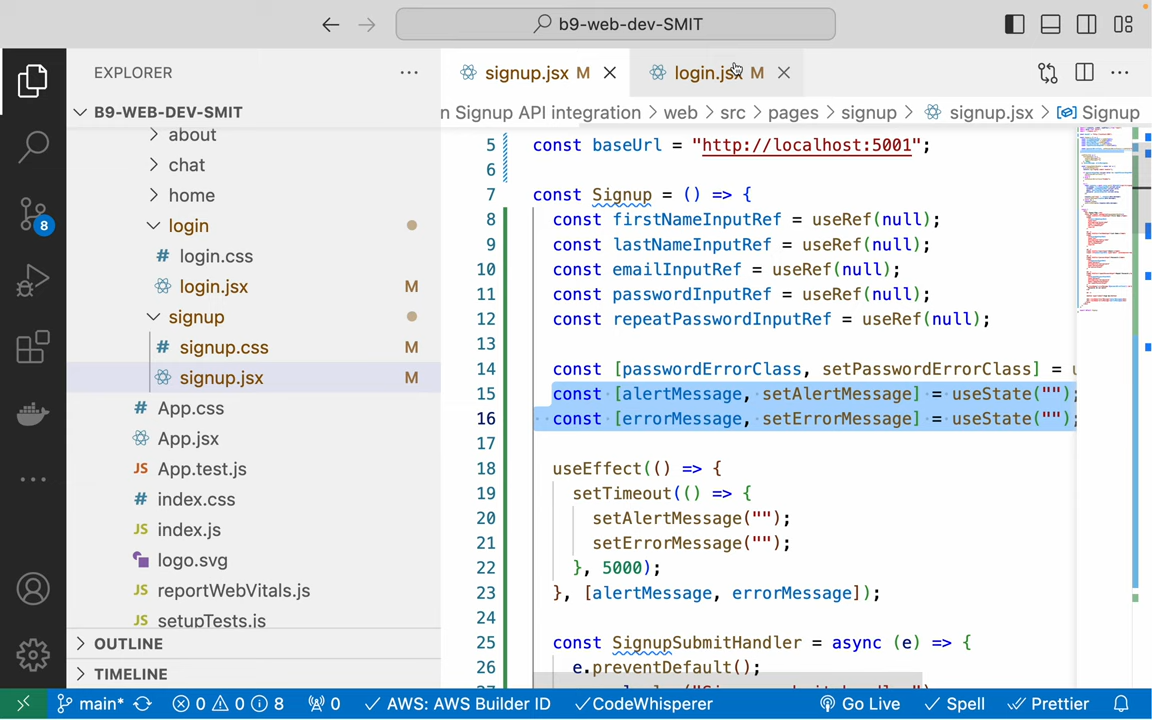 b9-web-dev-SMIT
EXPLORER
B9-WEB-DEV-SMIT
about
chat
home
login
# login.css
login.jsx M
signup
# signup.css M
signup.jsx M
# App.css
App.jsx
JS App.test.js
# index.css
JS index.js
logo.svg
JS reportWebVitals.js
JS setupTests.js
OUTLINE
TIMELINE
8
signup.jsx M
login.jsx M
n Signup API integration > web > src > pages > signup > signup.jsx > Signup
5 const baseUrl = "http://localhost:5001";
6
7 const Signup = () => {
8 const firstNameInputRef = useRef(null);
9 const lastNameInputRef = useRef(null);
10 const emailInputRef = useRef(null);
11 const passwordInputRef = useRef(null);
12 const repeatPasswordInputRef = useRef(null);
13
14 const [passwordErrorClass, setPasswordErrorClass] = u
15 const [alertMessage, setAlertMessage] = useState("");
16 const [errorMessage, setErrorMessage] = useState("");
17
18 useEffect(() => {
19 setTimeout(() => {
20 setAlertMessage("");
21 setErrorMessage("");
22 }, 5000);
23 }, [alertMessage, errorMessage]);
24
25 const SignupSubmitHandler = async (e) => {
26 e.preventDefault();
main* 0 0 8 0 AWS: AWS Builder ID CodeWhisperer Go Live Spell Prettier